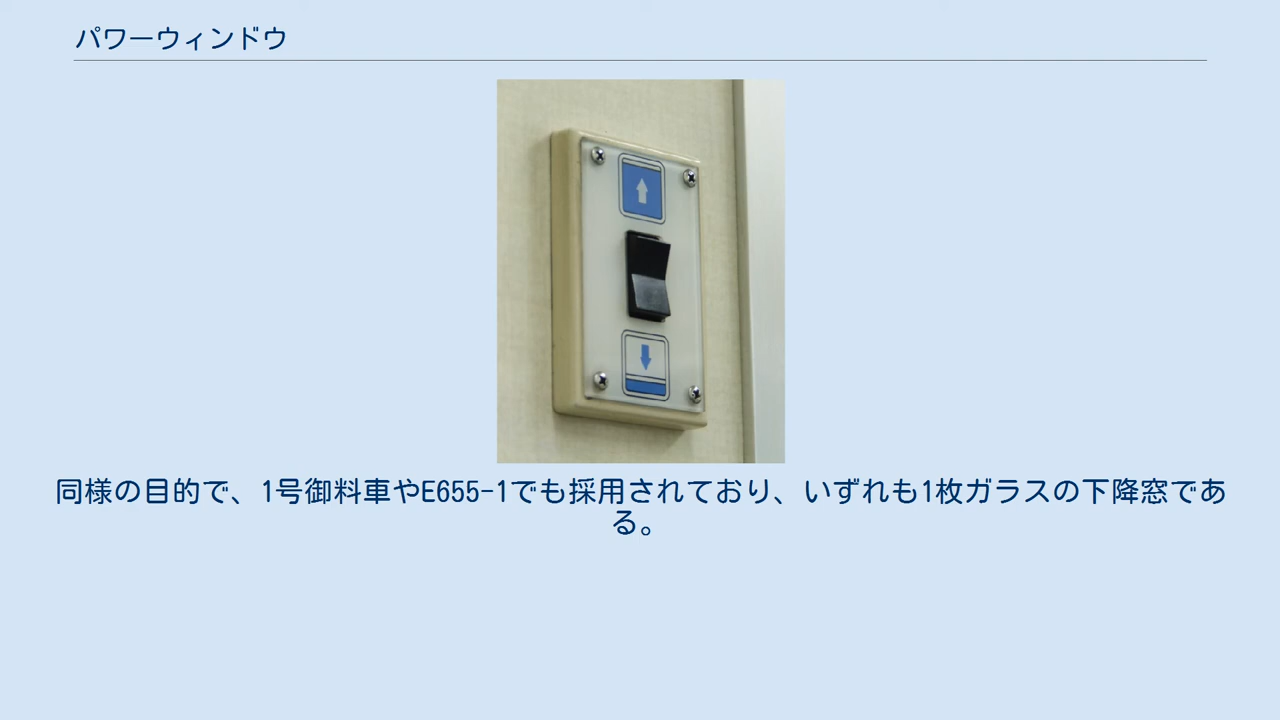 パワーウィンドウ
同様の目的で、1号御料車やE655-1でも採用されており、いずれも1枚ガラスの下降窓であ
る。